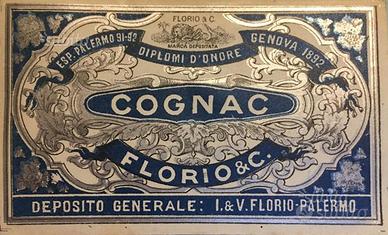 FLORIO & C.
MARCA DEPOSITATA
ESP. PALERMO 91-92
DIPLOMI D'ONORE
GENOVA 1892
COGNAC
FLORIO & C.
DEPOSITO GENERALE: I. & V. FLORIO-PALERMO